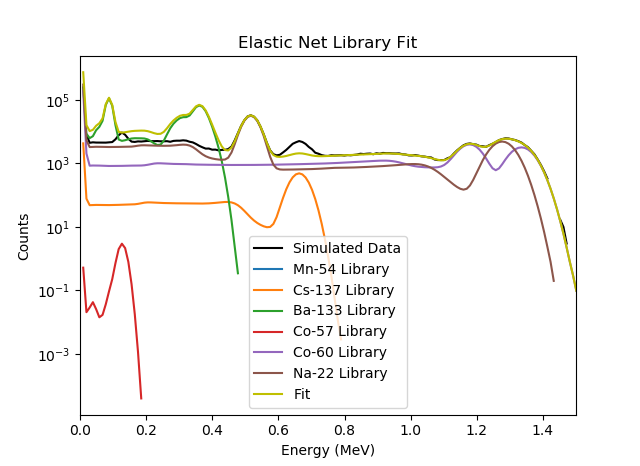 Elastic Net Library Fit
Counts
10^5
10^3
10^1
10^−1
10^−3
Simulated Data
Mn-54 Library
Cs-137 Library
Ba-133 Library
Co-57 Library
Co-60 Library
Na-22 Library
Fit
0.0 0.2 0.4 0.6 0.8 1.0 1.2 1.4
Energy (MeV)